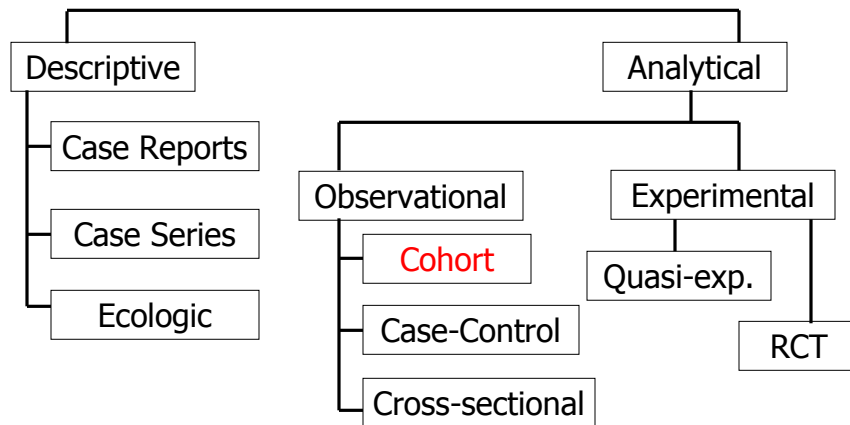 Descriptive
Analytical
Case Reports
Observational
Experimental
Case Series
Cohort
Quasi-exp.
Ecologic
Case-Control
RCT
Cross-sectional